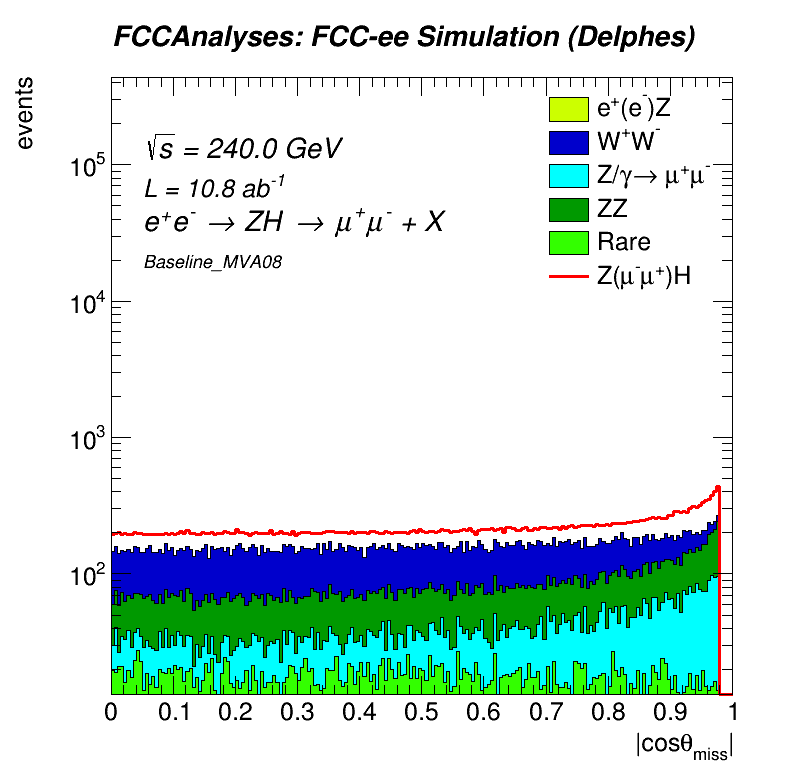 FCCAnalyses: FCC-ee Simulation (Delphes)
events
√s = 240.0 GeV
L = 10.8 ab⁻¹
e⁺e⁻ → ZH → μ⁺μ⁻ + X
Baseline_MVA08
e⁺(e⁻)Z
W⁺W⁻
Z/γ→ μ⁺μ⁻
ZZ
Rare
Z(μ⁻μ⁺)H
10⁵
10⁴
10³
10²
0 0.1 0.2 0.3 0.4 0.5 0.6 0.7 0.8 0.9 1
|cosθ_miss|